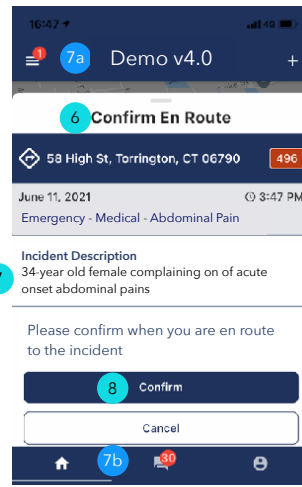 16:47 4G
1 7a Demo v4.0 +
6 Confirm En Route
58 High St, Torrington, CT 06790 496
June 11, 2021 3:47 PM
Emergency - Medical - Abdominal Pain
Incident Description
7 34-year old female complaining on of acute
onset abdominal pains
Please confirm when you are en route
to the incident
8 Confirm
Cancel
7b 30